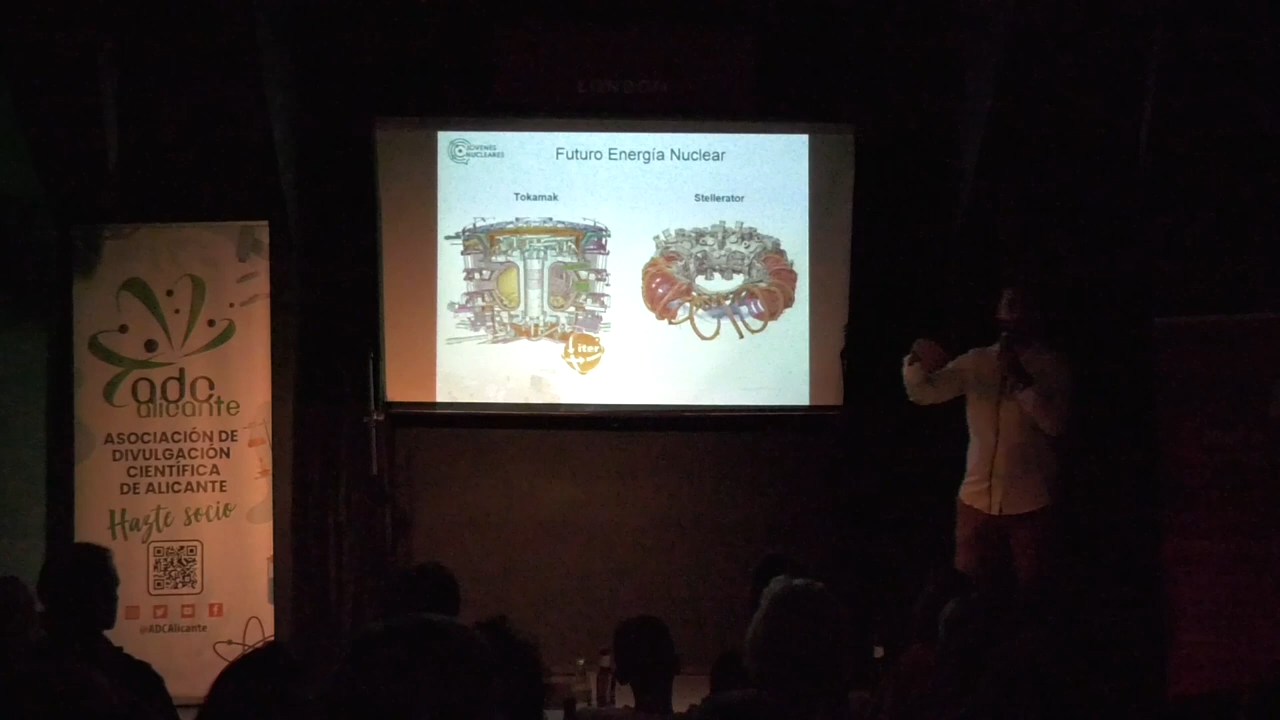 LONDON
JÓVENES
NUCLEARES
Futuro Energía Nuclear
Tokamak
Stellerator
iter
adc
alicante
ASOCIACIÓN DE
DIVULGACIÓN
CIENTÍFICA
DE ALICANTE
Hazte socio
@ADCAlicante